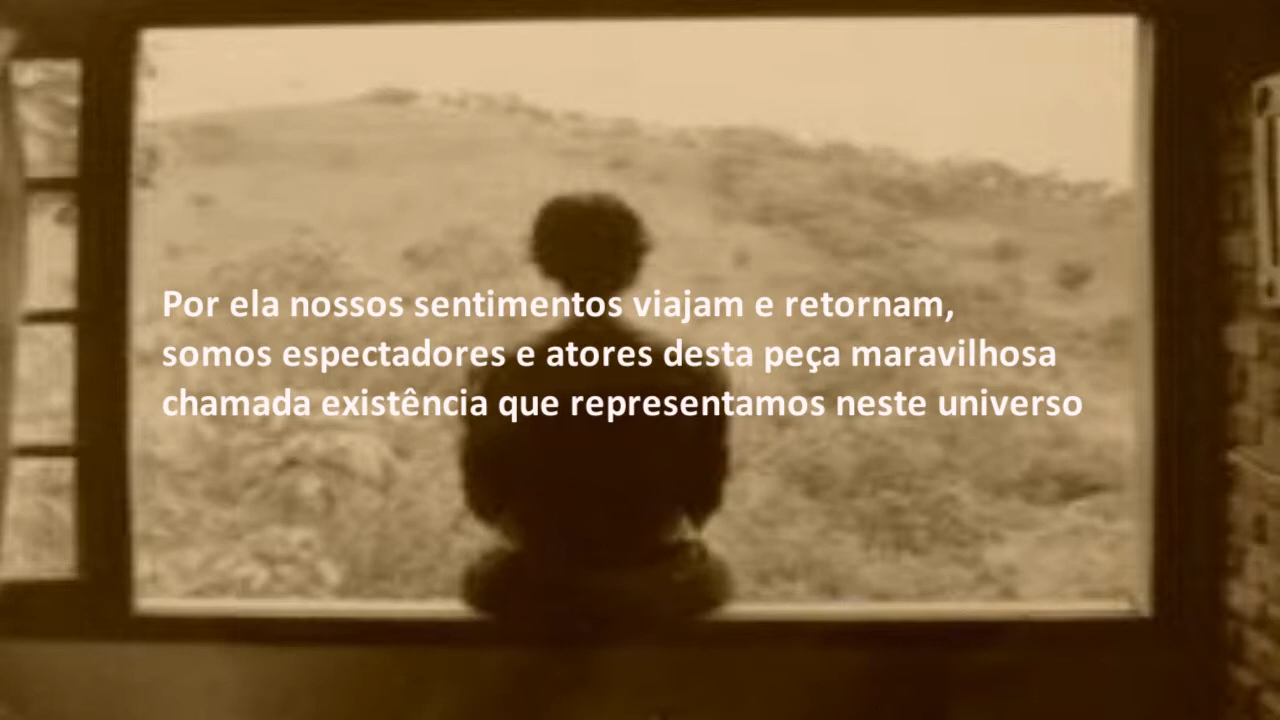 Por ela nossos sentimentos viajam e retornam,
somos espectadores e atores desta peça maravilhosa
chamada existência que representamos neste universo